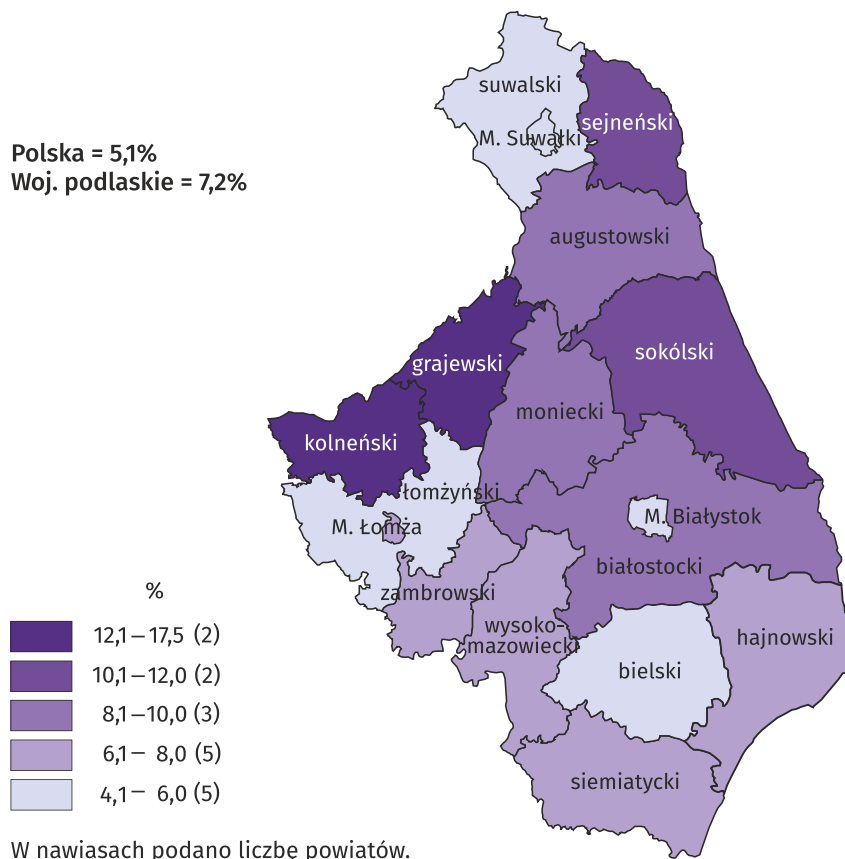 suwalski
sejneński
M. Suwałki
Polska = 5,1%
Woj. podlaskie = 7,2%
augustowski
sokólski
grajewski
moniecki
kolneński
łomżyński
M. Białystok
M. Łomża
białostocki
%
zambrowski
wysoko-
mazowiecki
hajnowski
bielski
siemiatycki
12,1–17,5 (2)
10,1–12,0 (2)
8,1–10,0 (3)
6,1– 8,0 (5)
4,1– 6,0 (5)
W nawiasach podano liczbę powiatów.